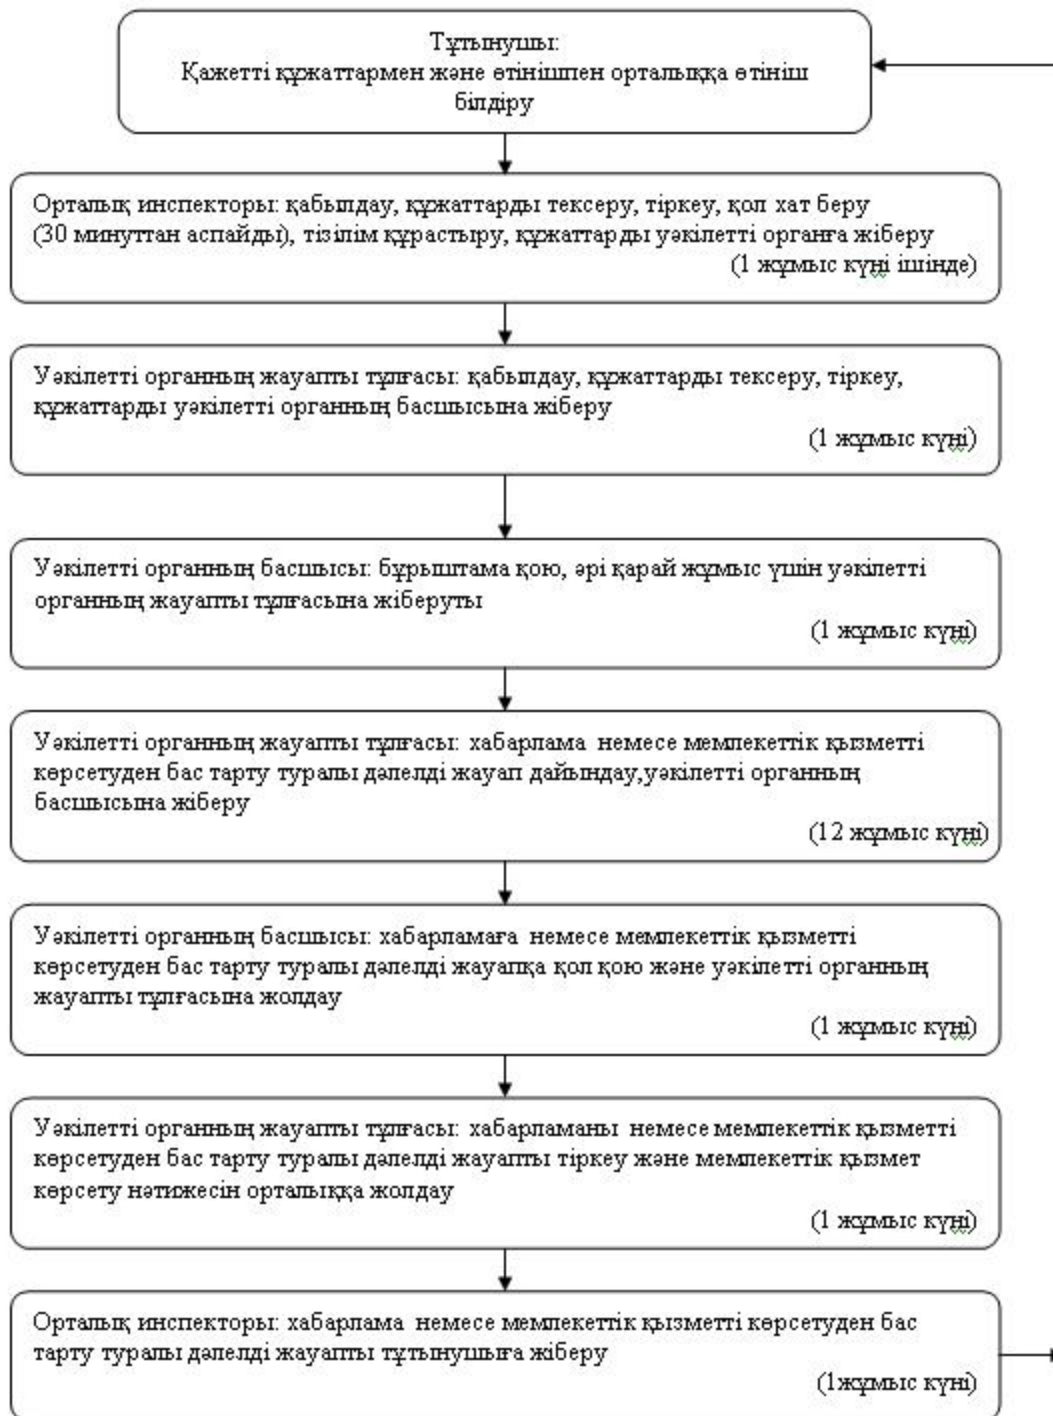 Тұтынушы:
Қажетті құжаттармен және өтінішпен орталыққа өтініш
білдіру
Орталық инспекторы: қабылдау, құжаттарды тексеру, тіркеу, қол хат беру
(30 минуттан аспайды), тізілім құрастыру, құжаттарды уәкілетті органға жіберу
(1 жұмыс күңі ішінде)
Уәкілетті органның жауапты тұлғасы: қабылдау, құжаттарды тексеру, тіркеу,
құжаттарды уәкілетті органның басшысына жіберу
(1 жұмыс күңі)
Уәкілетті органның басшысы: бұрыштама қою, әрі қарай жұмыс үшін уәкілетті
органның жауапты тұлғасына жіберуты
(1 жұмыс күңі)
Уәкілетті органның жауапты тұлғасы: хабарлама немесе мемлекеттік қызметті
көрсетуден бас тарту туралы дәлелді жауап дайындау,уәкілетті органның
басшысына жіберу
(12 жұмыс күңі)
Уәкілетті органның басшысы: хабарламаға немесе мемлекеттік қызметті
көрсетуден бас тарту туралы дәлелді жауапқа қол қою және уәкілетті органның
жауапты тұлғасына жолдау
(1 жұмыс күңі)
Уәкілетті органның жауапты тұлғасы: хабарламаны немесе мемлекеттік қызметті
көрсетуден бас тарту туралы дәлелді жауапты тіркеу және мемлекеттік қызмет
көрсету нәтижесін орталыққа жолдау
(1 жұмыс күңі)
Орталық инспекторы: хабарлама немесе мемлекеттік қызметті көрсетуден бас
тарту туралы дәлелді жауапты тұтынушыға жіберу
(1жұмыс күні)